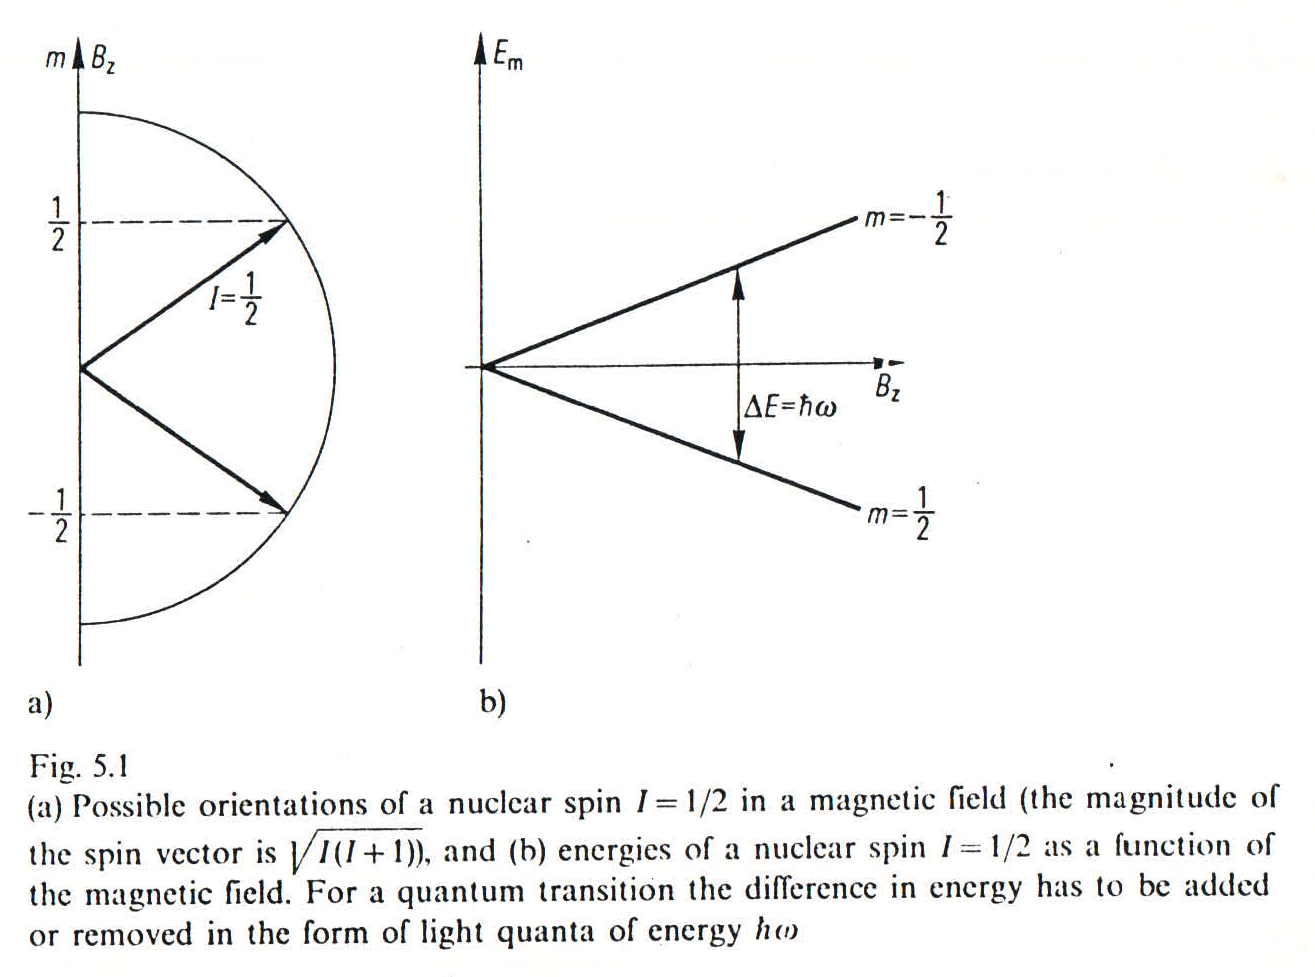 m B_z
E_m
1/2
I=1/2
-1/2
m=-1/2
B_z
ΔE=ħω
m=1/2
a)
b)
Fig. 5.1
(a) Possible orientations of a nuclear spin I = 1/2 in a magnetic field (the magnitude of
the spin vector is √I(I + 1)), and (b) energies of a nuclear spin I = 1/2 as a function of
the magnetic field. For a quantum transition the difference in energy has to be added
or removed in the form of light quanta of energy ħω